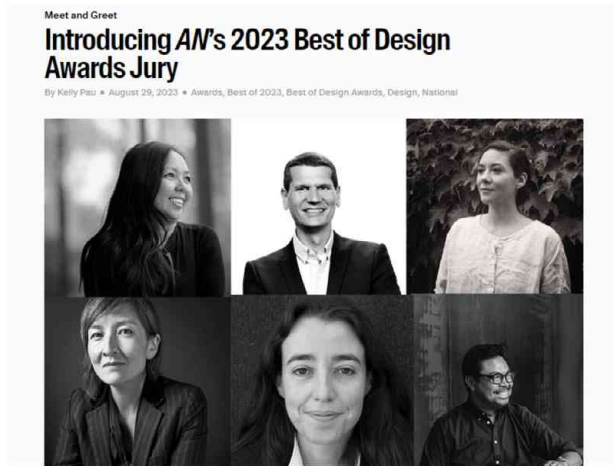 Meet and Greet
Introducing AN's 2023 Best of Design
Awards Jury
By Kelly Pau • August 29, 2023 • Awards, Best of 2023, Best of Design Awards, Design, National